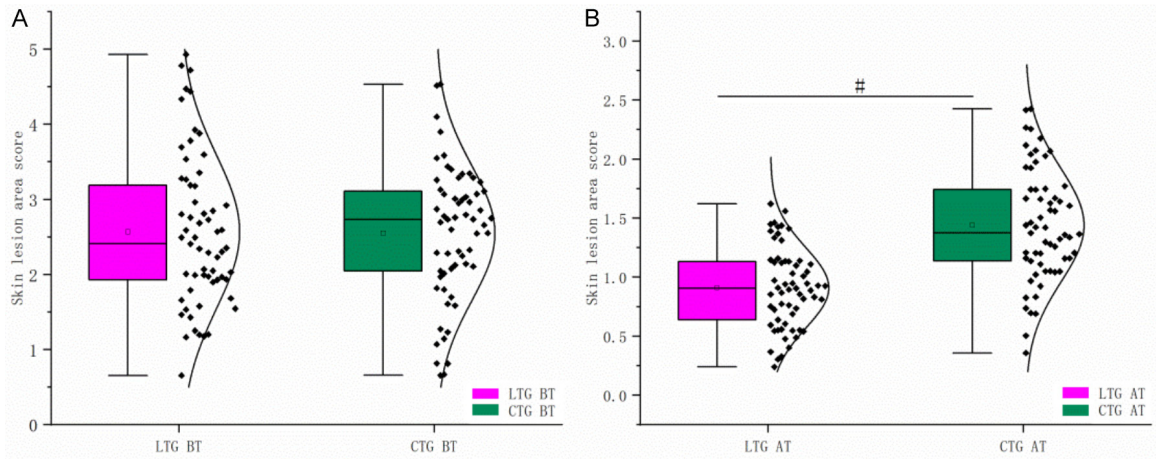 A
Skin lesion area score
5
4
3
2
1
0
LTG BT
CTG BT
LTG BT
CTG BT
B
Skin lesion area score
3.0
2.5
2.0
1.5
1.0
0.5
0.0
#
LTG AT
CTG AT
LTG AT
CTG AT